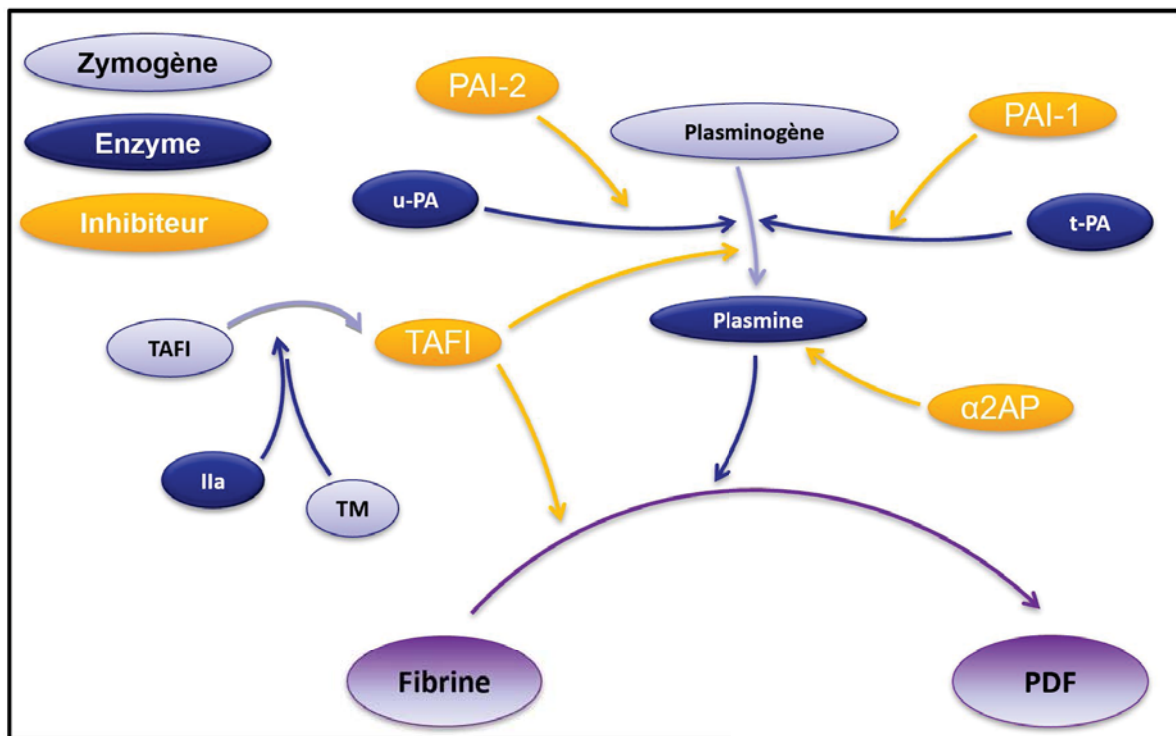 Zymogène
Enzyme
Inhibiteur
PAI-2
Plasminogène
PAI-1
u-PA
t-PA
TAFI
TAFI
Plasmine
α2AP
IIa
TM
Fibrine
PDF